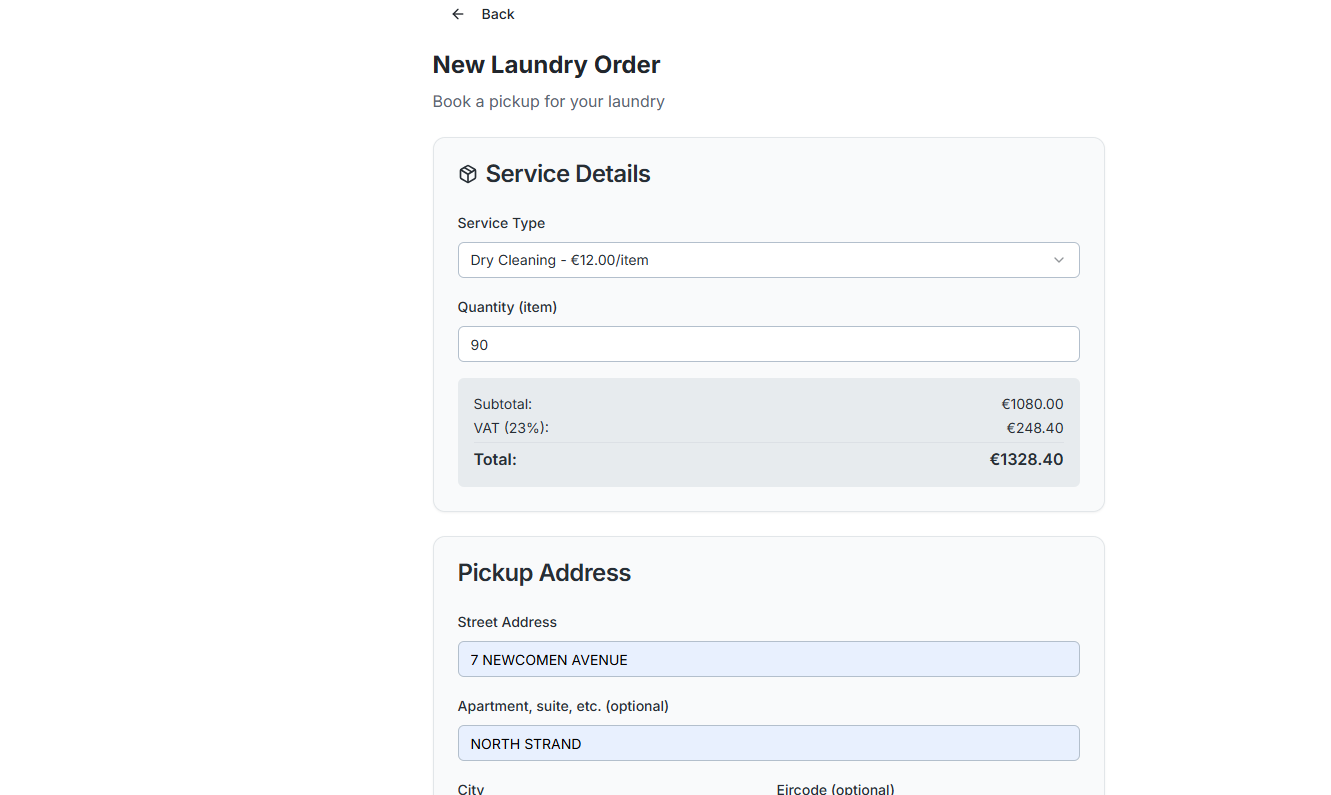 Back
New Laundry Order
Book a pickup for your laundry
Service Details
Service Type
Dry Cleaning - €12.00/item
Quantity (item)
90
Subtotal: €1080.00
VAT (23%): €248.40
Total: €1328.40
Pickup Address
Street Address
7 NEWCOMEN AVENUE
Apartment, suite, etc. (optional)
NORTH STRAND
City Eircode (optional)